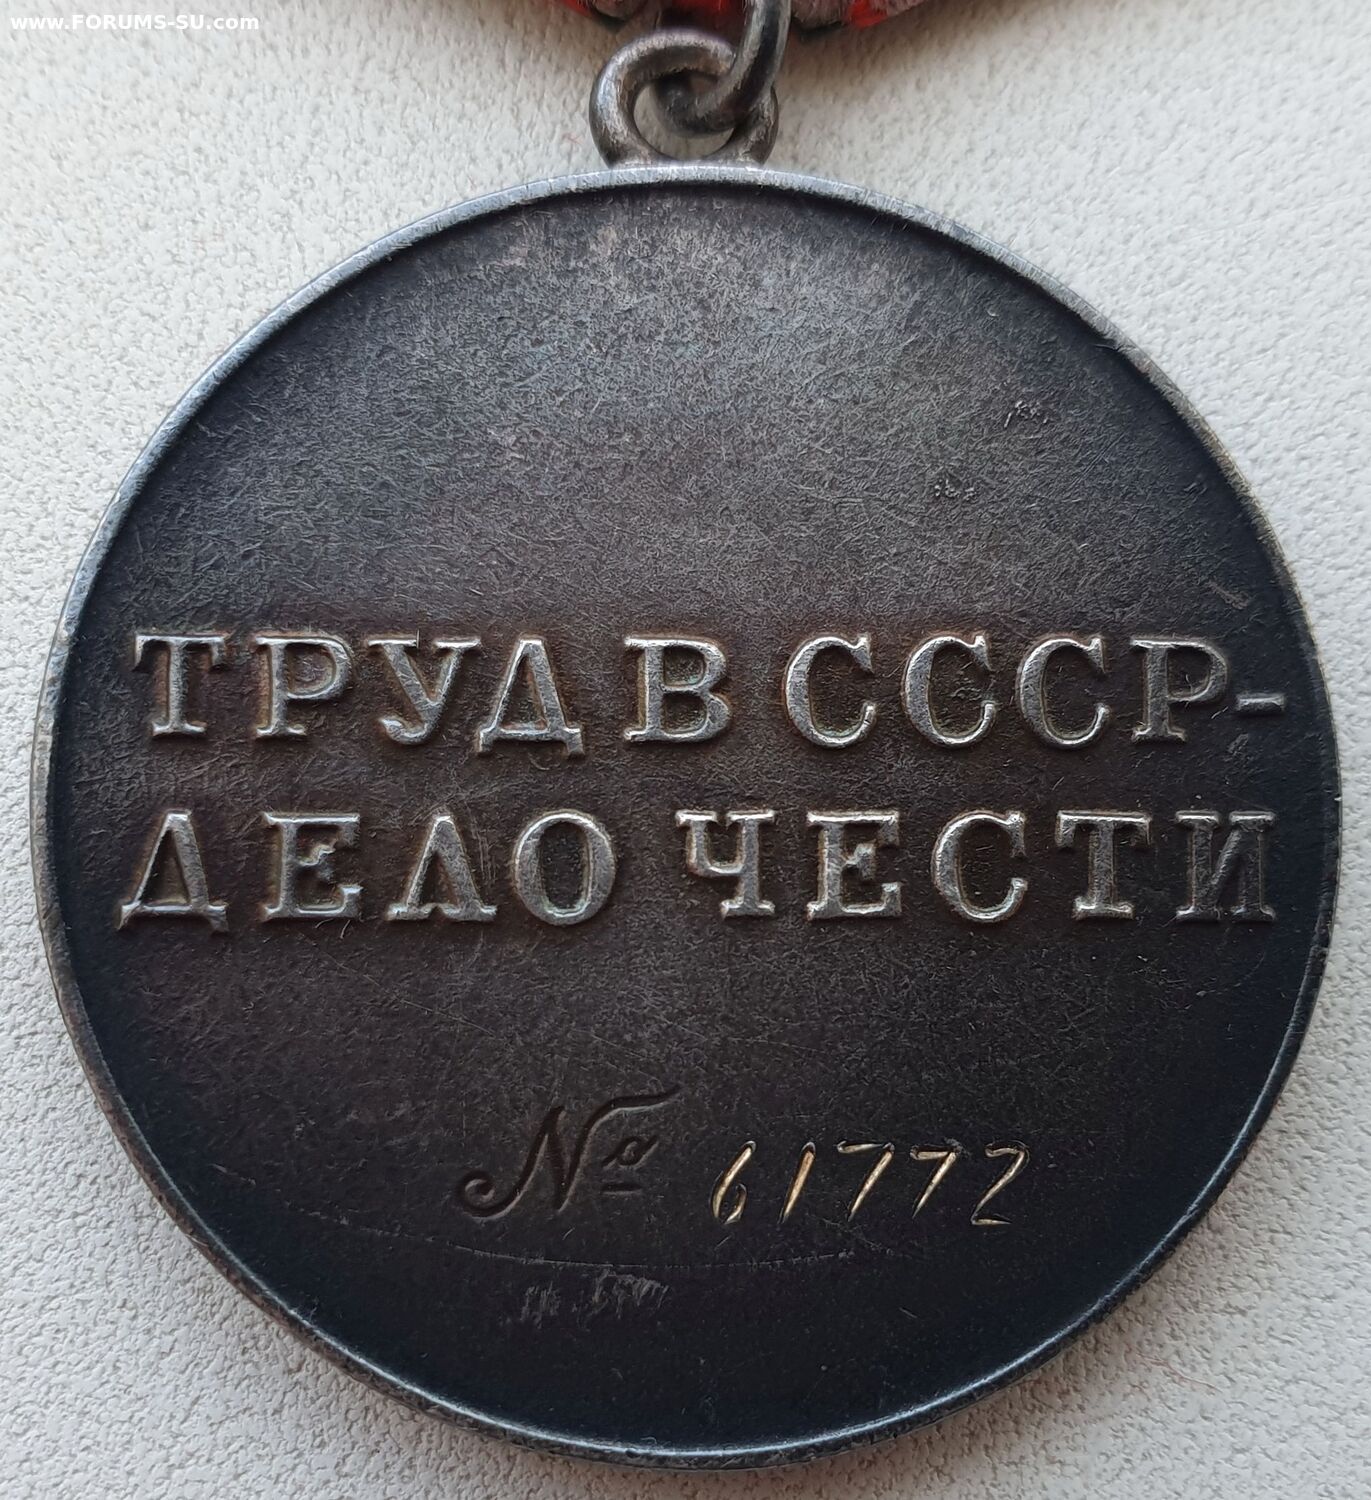 www.FORUMS-SU.com
ТРУД В СССР-
ДЕЛО ЧЕСТИ
№ 61772